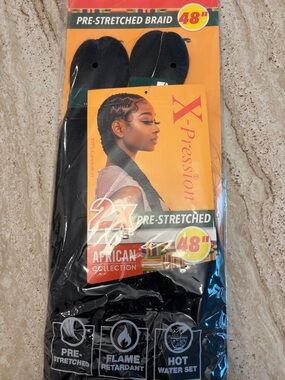 PRE-STRETCHED BRAID
48"
X-Pression
2X
PRE-STRETCHED
48"
AFRICAN
COLLECTION
PRE-
STRETCHED
FLAME
RETARDANT
HOT
WATER SET